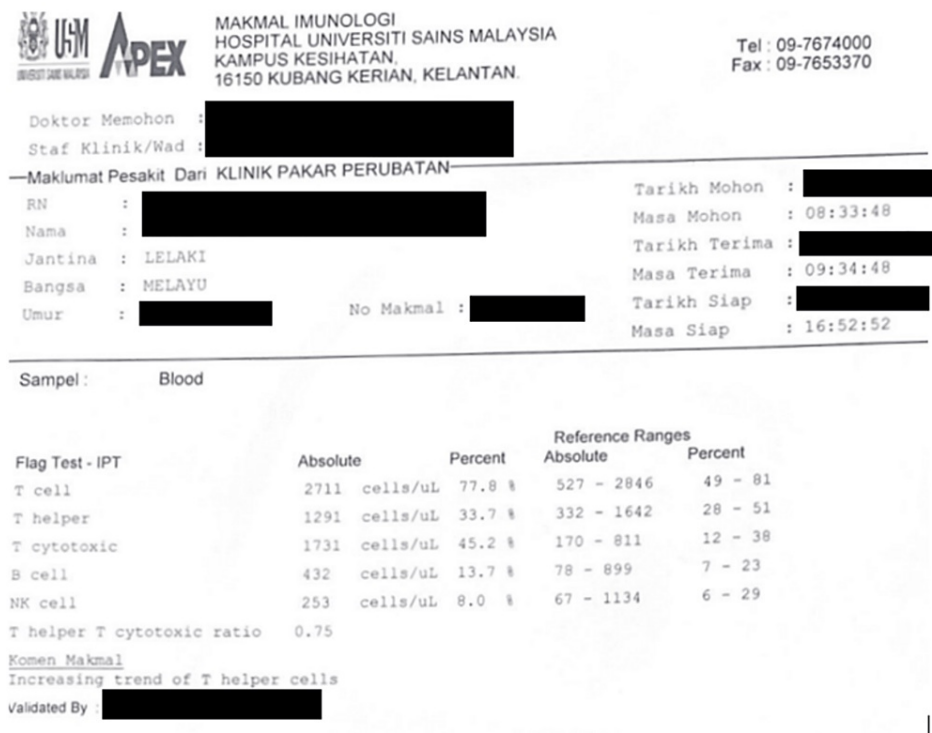 USM
UNIVERSITI SAINS MALAYSIA
APEX
MAKMAL IMUNOLOGI
HOSPITAL UNIVERSITI SAINS MALAYSIA
KAMPUS KESIHATAN,
16150 KUBANG KERIAN, KELANTAN.
Tel : 09-7674000
Fax : 09-7653370
Doktor Memohon :
Staf Klinik/Wad :
Maklumat Pesakit Dari KLINIK PAKAR PERUBATAN
RN :
Nama :
Jantina : LELAKI
Bangsa : MELAYU
Umur :
No Makmal :
Tarikh Mohon :
Masa Mohon : 08:33:48
Tarikh Terima :
Masa Terima : 09:34:48
Tarikh Siap :
Masa Siap : 16:52:52
Sampel : Blood
Reference Ranges
Flag Test - IPT Absolute Percent Absolute Percent
T cell 2711 cells/uL 77.8 % 527 - 2846 49 - 81
T helper 1291 cells/uL 33.7 % 332 - 1642 28 - 51
T cytotoxic 1731 cells/uL 45.2 % 170 - 811 12 - 38
B cell 432 cells/uL 13.7 % 78 - 899 7 - 23
NK cell 253 cells/uL 8.0 % 67 - 1134 6 - 29
T helper T cytotoxic ratio 0.75
Komen Makmal
Increasing trend of T helper cells
Validated By :